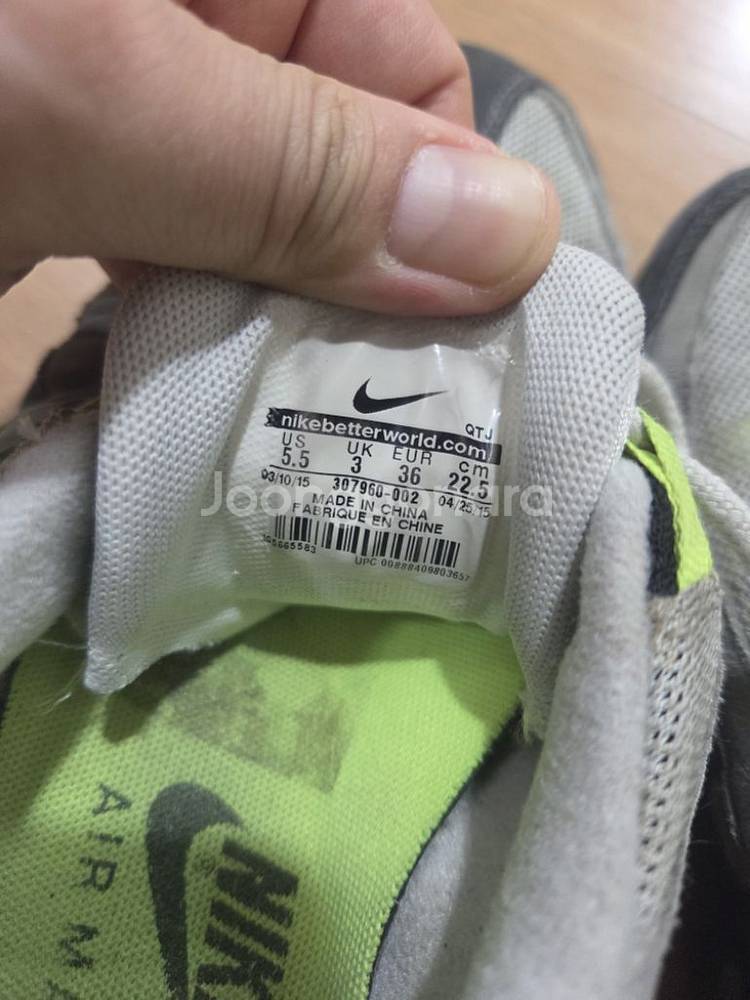 QTJ
nikebetterworld.com
US UK EUR cm
5.5 3 36 22.5
03/10/15 307960-002 04/25/15
MADE IN CHINA
FABRIQUE EN CHINE
UPC 00888409803657
AIR MA
NIKE